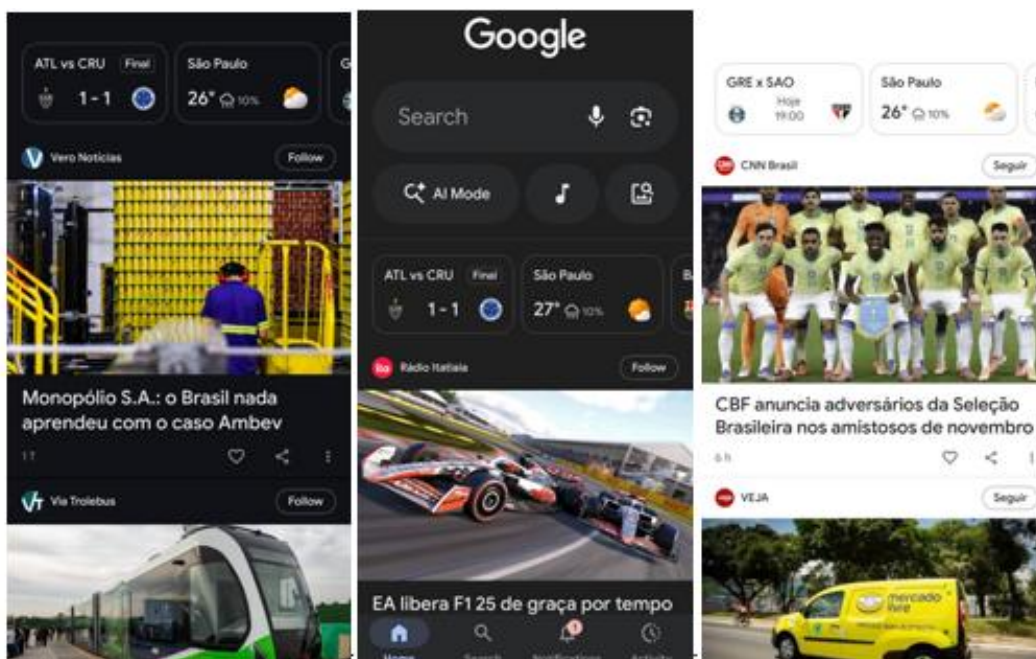 ATL vs CRU Final
1 - 1
São Paulo
26° 10%
G
Vero Notícias
Follow
Monopólio S.A.: o Brasil nada
aprendeu com o caso Ambev
Via Trolebus
Follow
Google
Search
AI Mode
ATL vs CRU Final
1 - 1
São Paulo
27° 10%
B
ita Rádio Itatiaia
Follow
EA libera F1 25 de graça por tempo
Home
Search
Notifications
Activity
GRE x SAO
Hoje
19:00
São Paulo
26° 10%
CNN Brasil
Seguir
CBF anuncia adversários da Seleção
Brasileira nos amistosos de novembro
6 h
VEJA
Seguir
mercado
livre